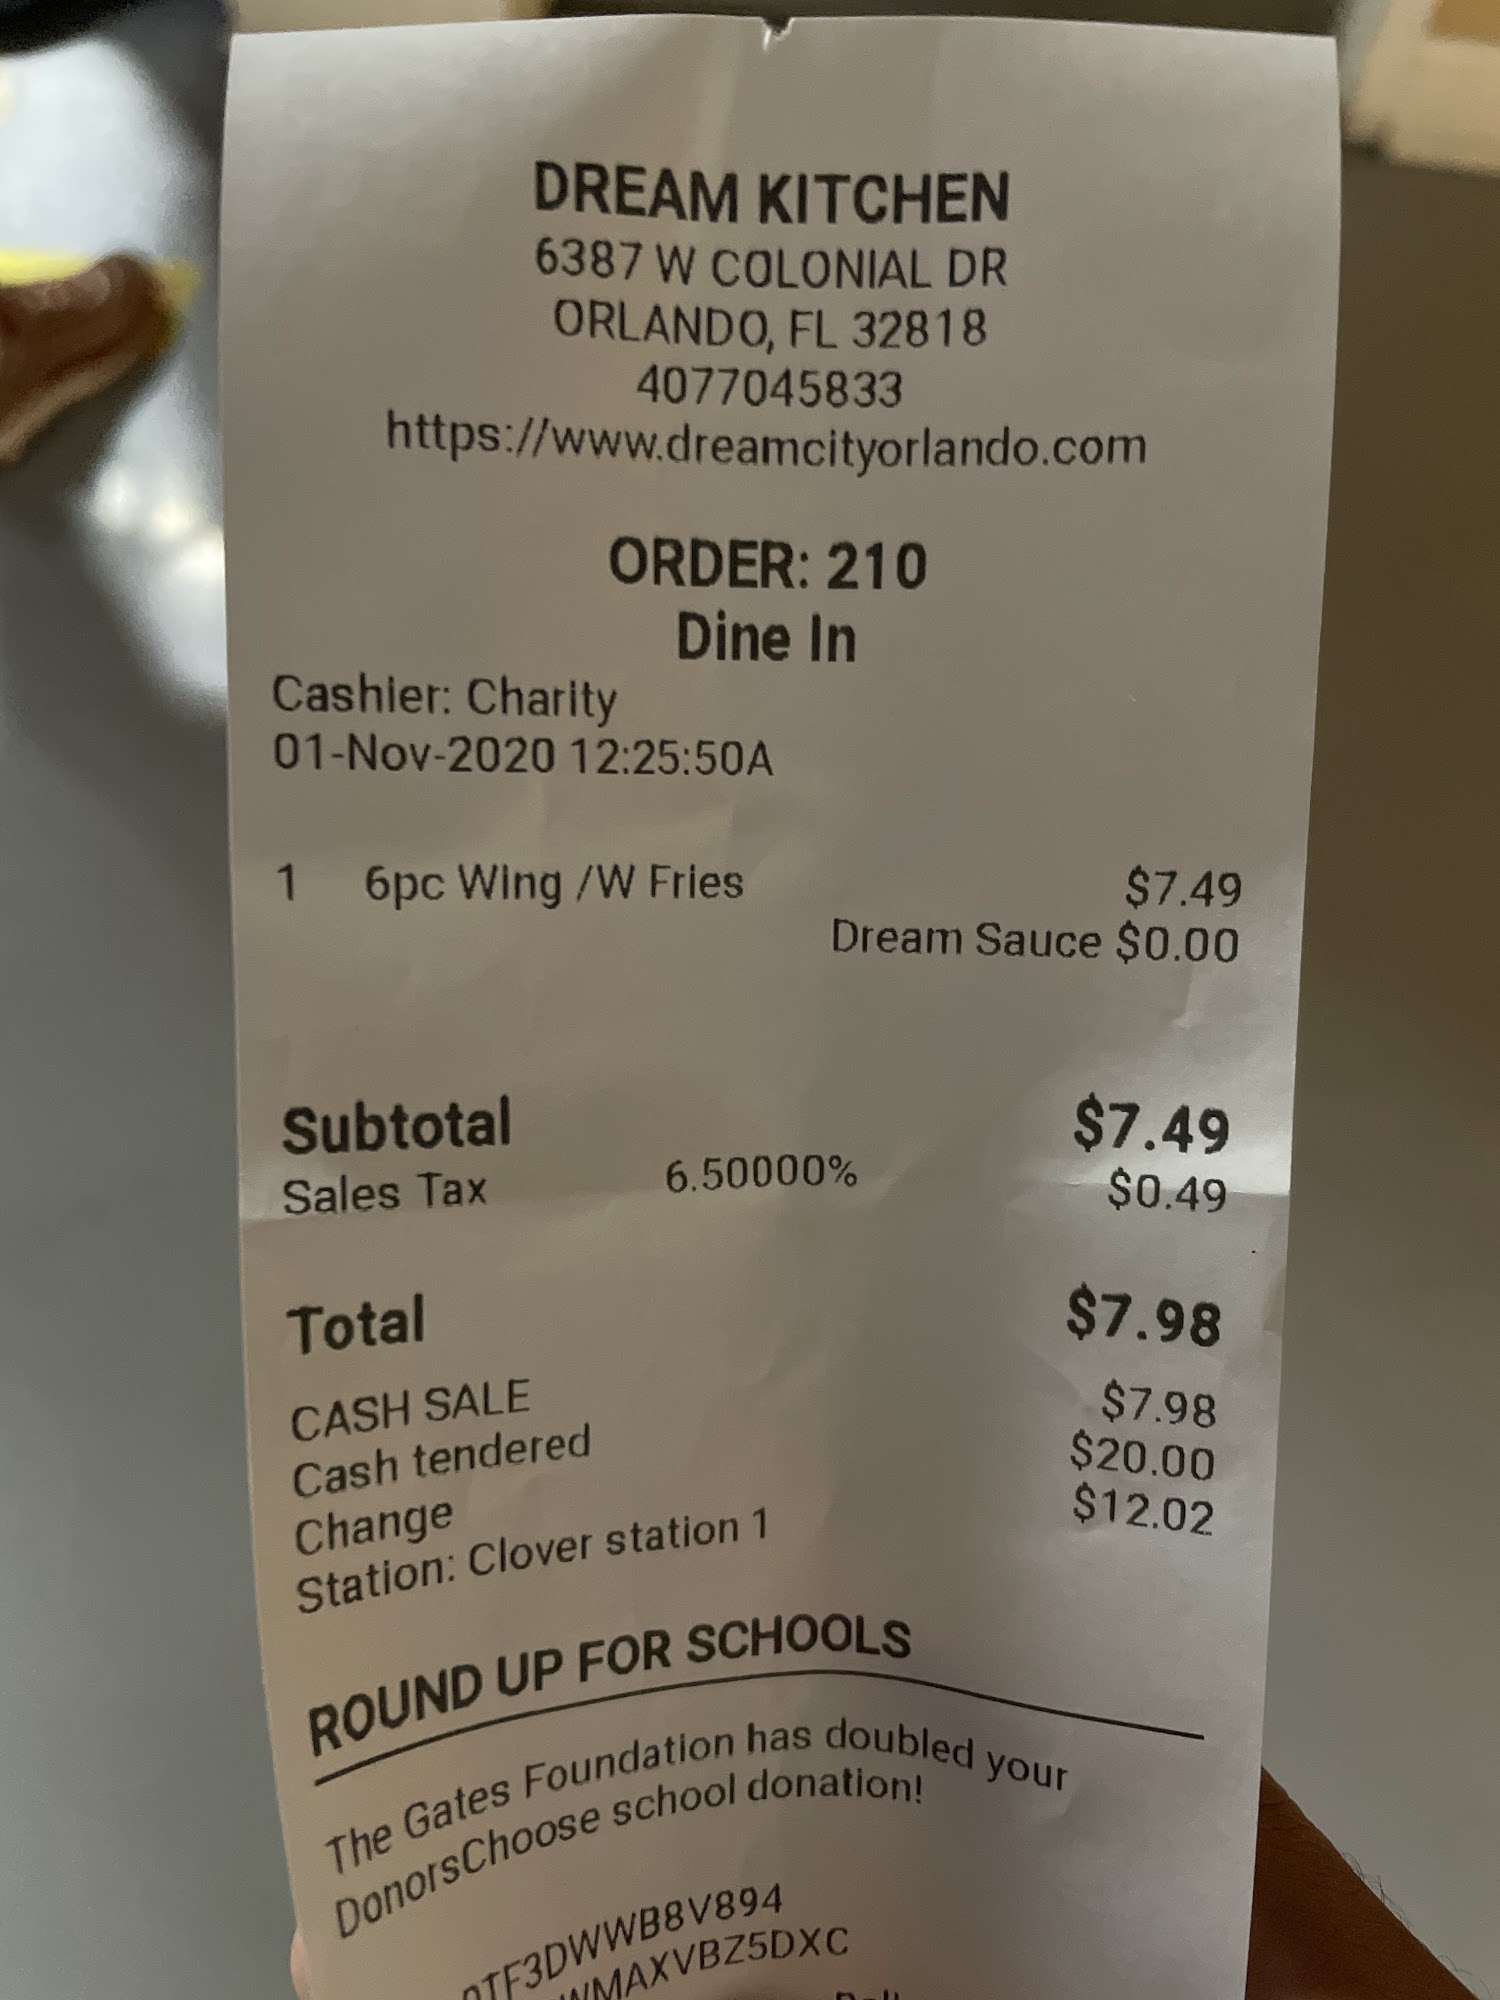 DREAM KITCHEN
6387 W COLONIAL DR
ORLANDO, FL 32818
4077045833
https://www.dreamcityorlando.com
ORDER: 210
Dine In
Cashier: Charity
01-Nov-2020 12:25:50A
1 6pc Wing /W Fries $7.49
Dream Sauce $0.00
Subtotal $7.49
Sales Tax 6.50000% $0.49
Total $7.98
CASH SALE $7.98
Cash tendered $20.00
Change $12.02
Station: Clover station 1
ROUND UP FOR SCHOOLS
The Gates Foundation has doubled your
DonorsChoose school donation!